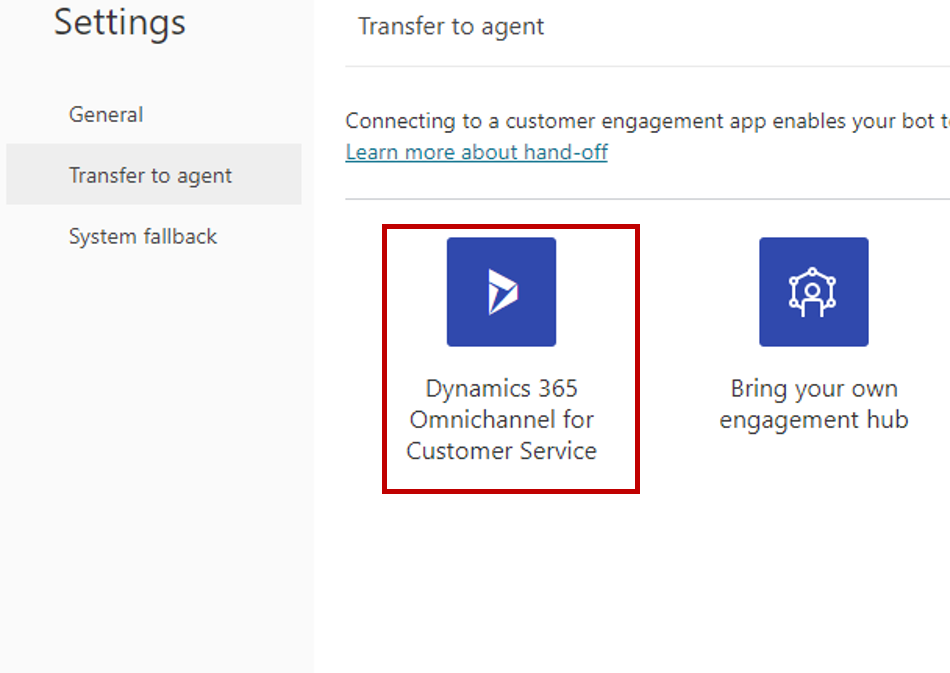 Settings
General
Transfer to agent
System fallback
Transfer to agent
Connecting to a customer engagement app enables your bot
Learn more about hand-off
Dynamics 365
Omnichannel for
Customer Service
Bring your own
engagement hub